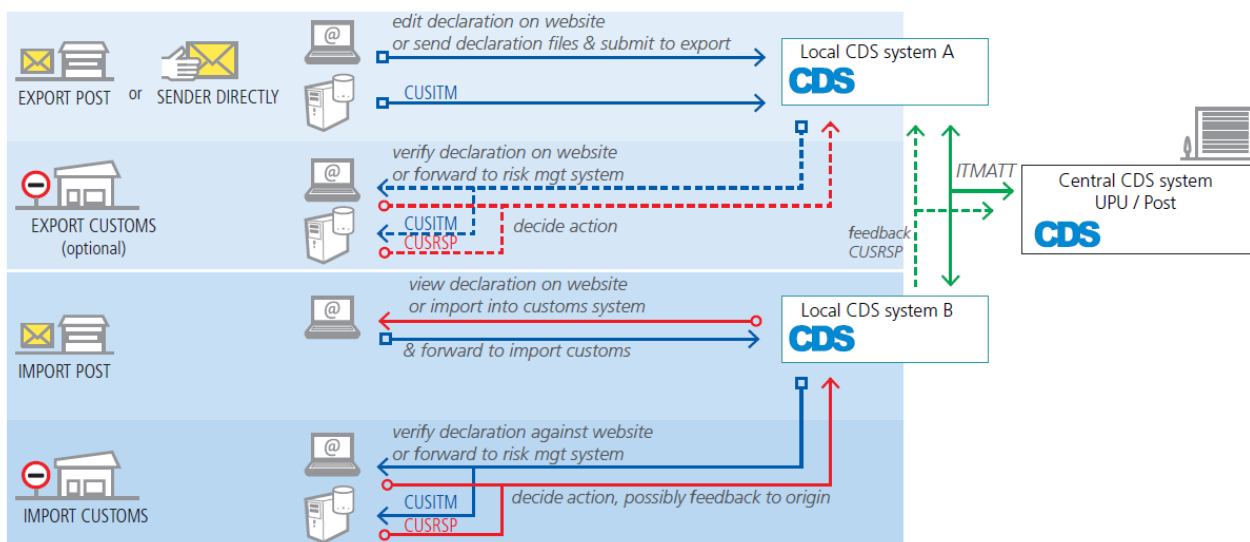 edit declaration on website
or send declaration files & submit to export
@
EXPORT POST or SENDER DIRECTLY
CUSITM
Local CDS system A
CDS
verify declaration on website
or forward to risk mgt system
@
EXPORT CUSTOMS
(optional)
CUSITM
CUSRSP
decide action
ITMATT
feedback
CUSRSP
Central CDS system
UPU / Post
CDS
view declaration on website
or import into customs system
@
& forward to import customs
IMPORT POST
Local CDS system B
CDS
verify declaration against website
or forward to risk mgt system
@
IMPORT CUSTOMS
CUSITM
CUSRSP
decide action, possibly feedback to origin